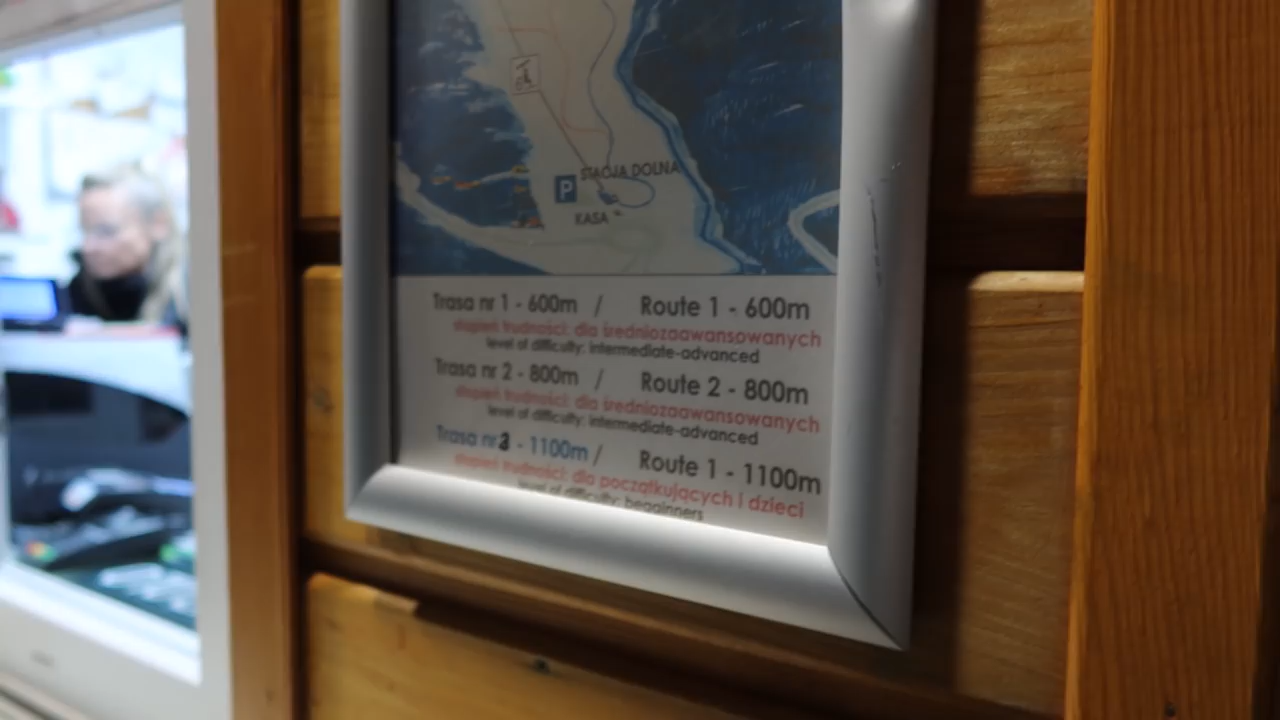 P
STACJA DOLNA
KASA
Trasa nr 1 - 600m / Route 1 - 600m
stopień trudności: dla średniozaawansowanych
level of difficulty: intermediate-advanced
Trasa nr 2 - 800m / Route 2 - 800m
stopień trudności: dla średniozaawansowanych
level of difficulty: intermediate-advanced
Trasa nr 3 - 1100m / Route 1 - 1100m
stopień trudności: dla początkujących i dzieci
level of difficulty: beginners